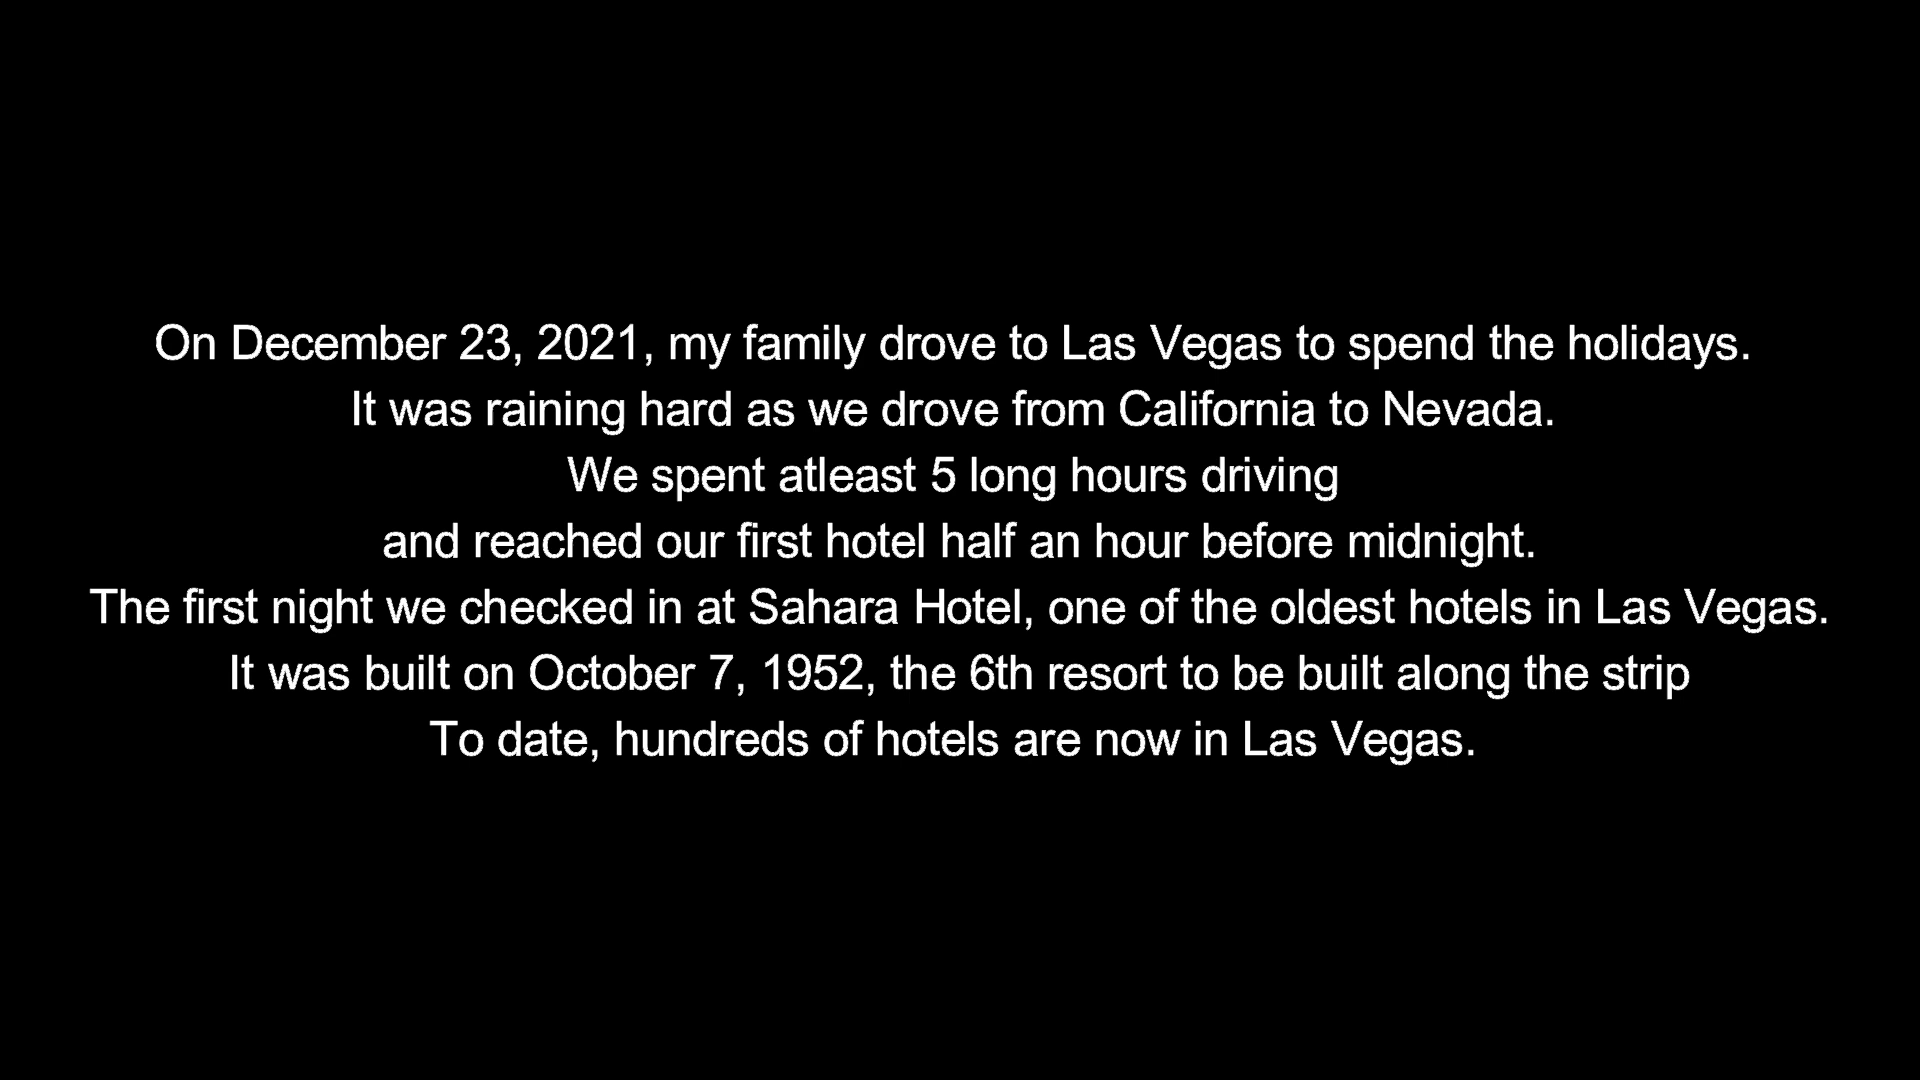 On December 23, 2021, my family drove to Las Vegas to spend the holidays.
It was raining hard as we drove from California to Nevada.
We spent atleast 5 long hours driving
and reached our first hotel half an hour before midnight.
The first night we checked in at Sahara Hotel, one of the oldest hotels in Las Vegas.
It was built on October 7, 1952, the 6th resort to be built along the strip
To date, hundreds of hotels are now in Las Vegas.